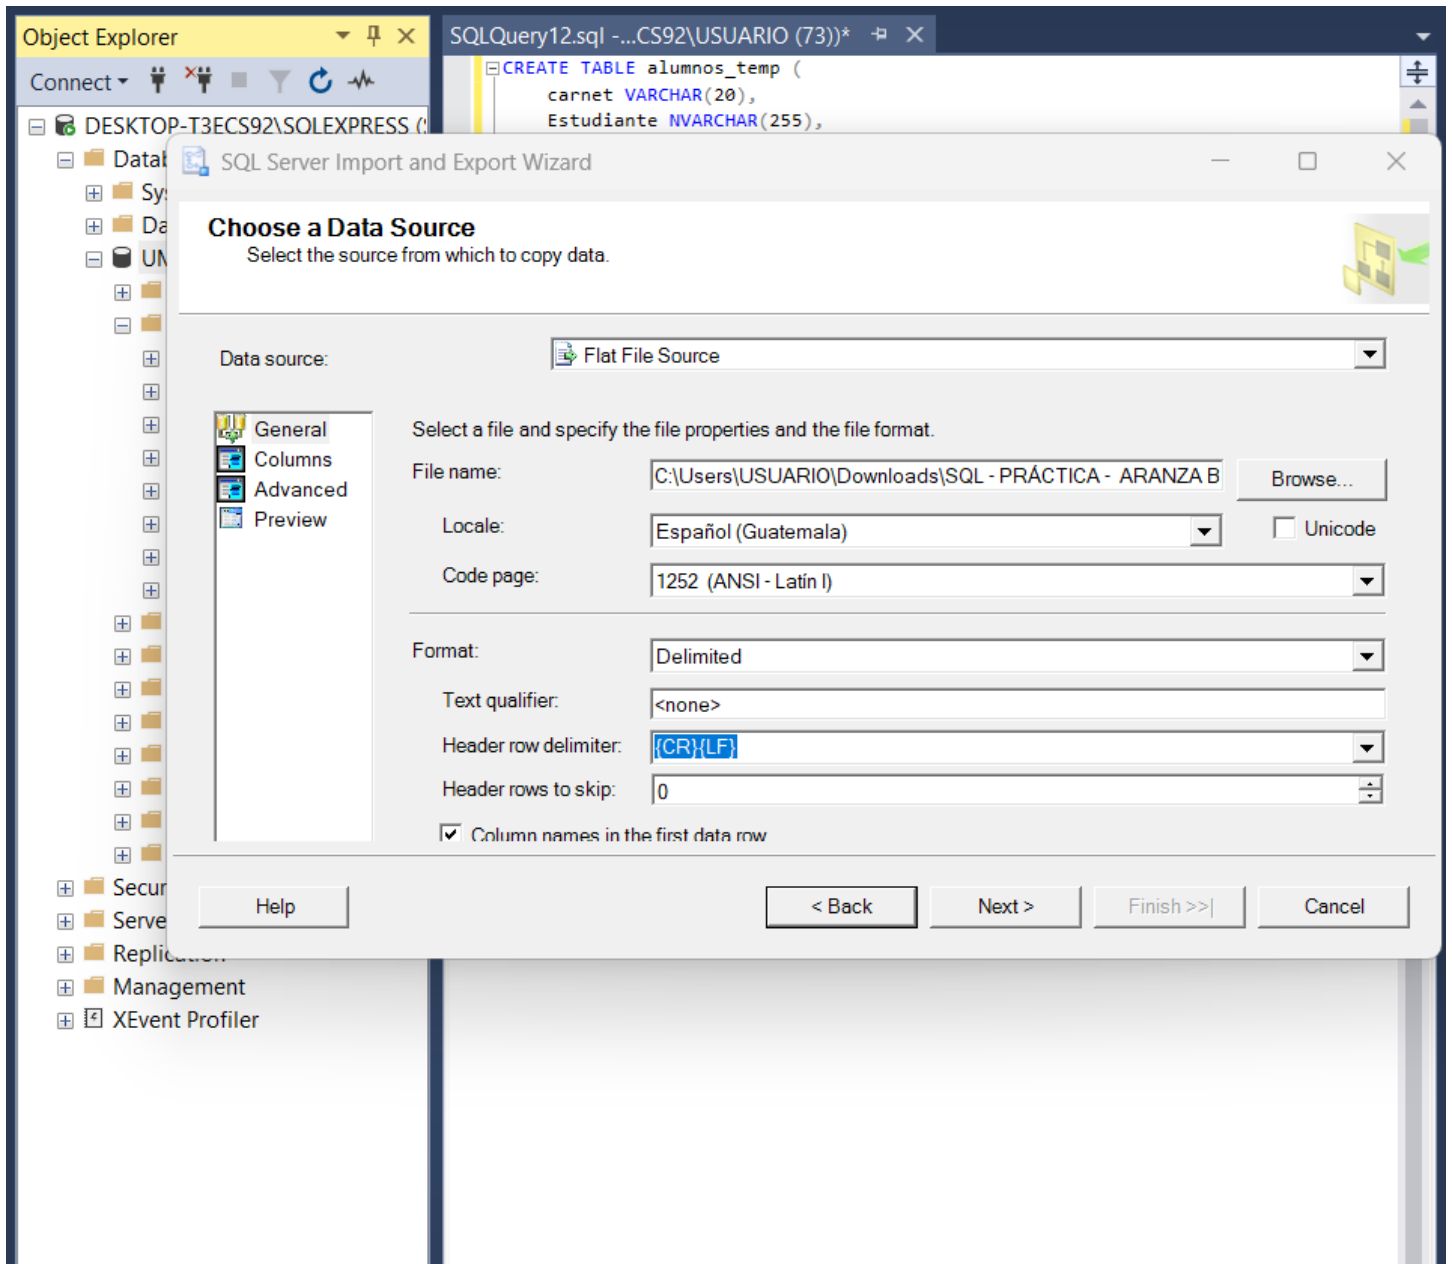 Object Explorer
SQLQuery12.sql -...CS92\USUARIO (73))*
Connect
CREATE TABLE alumnos_temp (
carnet VARCHAR(20),
Estudiante NVARCHAR(255),
DESKTOP-T3ECS92\SQLEXPRESS (
SQL Server Import and Export Wizard
Choose a Data Source
Select the source from which to copy data.
Data source:
Flat File Source
General
Columns
Advanced
Preview
Select a file and specify the file properties and the file format.
File name:
C:\Users\USUARIO\Downloads\SQL - PRÁCTICA - ARANZA B
Browse...
Locale:
Español (Guatemala)
Unicode
Code page:
1252 (ANSI - Latín I)
Format:
Delimited
Text qualifier:
<none>
Header row delimiter:
{CR}{LF}
Header rows to skip:
0
Column names in the first data row
Help
< Back
Next >
Finish >>|
Cancel
Management
XEvent Profiler